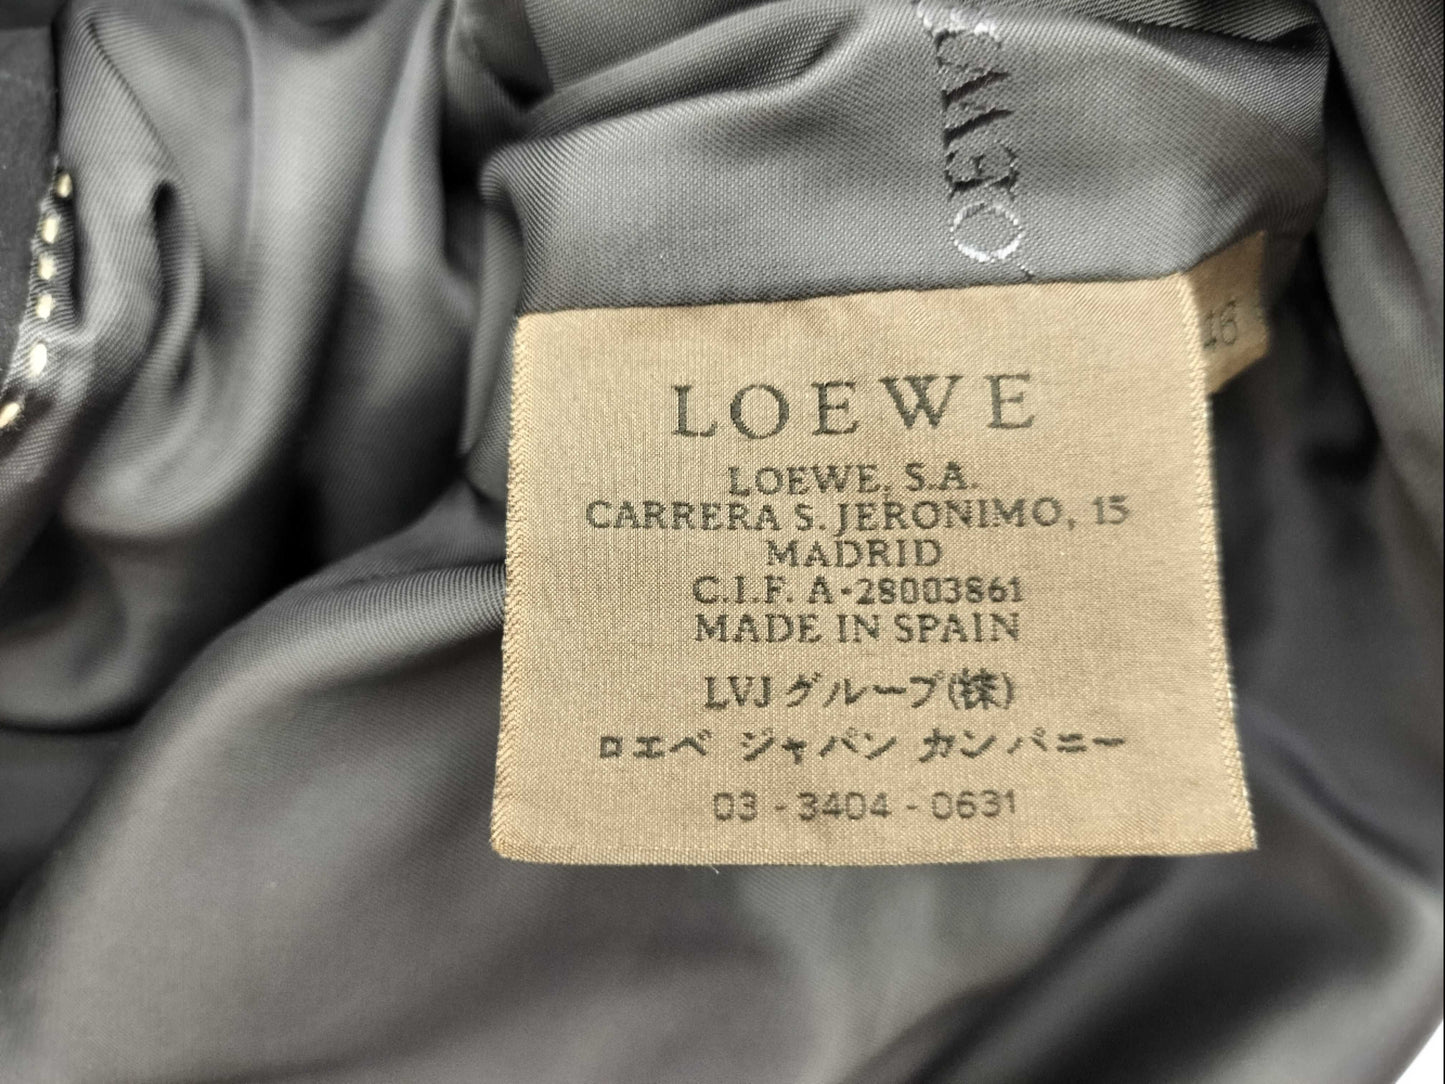 LOEWE
LOEWE
LOEWE, S.A.
CARRERA S. JERONIMO, 15
MADRID
C.I.F. A-28003861
MADE IN SPAIN
LVJ グループ(株)
ロエベ ジャパン カンパニー
03 - 3404 - 0631